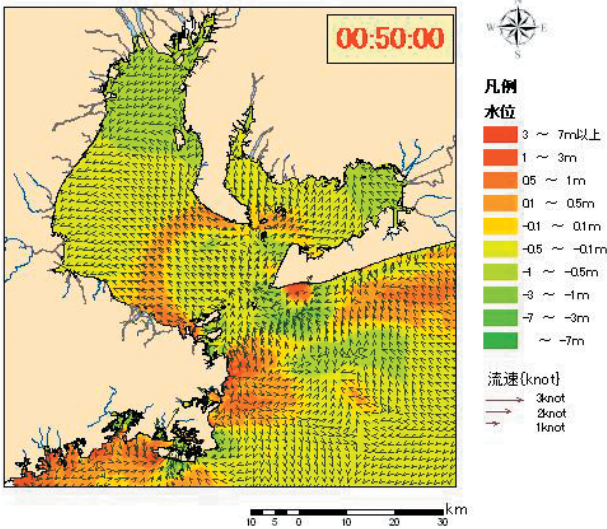 00:50:00
N
W E
S
凡例
水位
3 ～ 7m以上
1 ～ 3m
0.5 ～ 1m
0.1 ～ 0.5m
-0.1 ～ 0.1m
-0.5 ～ -0.1m
-1 ～ -0.5m
-3 ～ -1m
-7 ～ -3m
～ -7m
流速{knot}
3knot
2knot
1knot
km
10 5 0 10 20 30